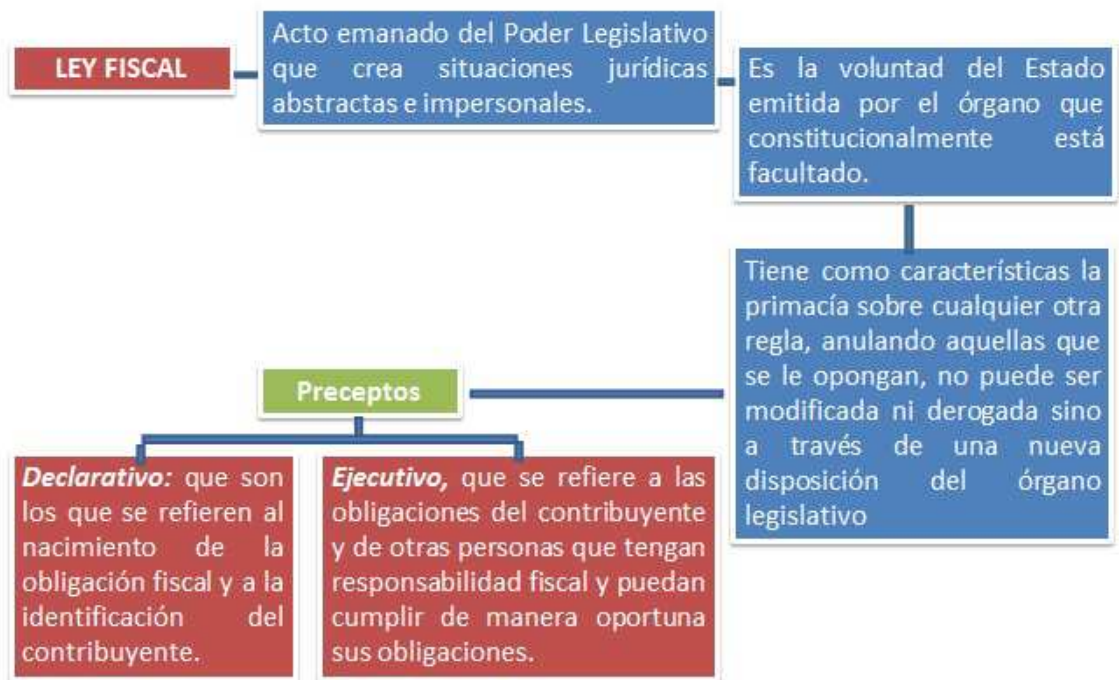 LEY FISCAL
Acto emanado del Poder Legislativo
que crea situaciones jurídicas
abstractas e impersonales.
Es la voluntad del Estado
emitida por el órgano que
constitucionalmente está
facultado.
Tiene como características la
primacía sobre cualquier otra
regla, anulando aquellas que
se le opongan, no puede ser
modificada ni derogada sino
a través de una nueva
disposición del órgano
legislativo
Preceptos
Declarativo: que son
los que se refieren al
nacimiento de la
obligación fiscal y a la
identificación del
contribuyente.
Ejecutivo, que se refiere a las
obligaciones del contribuyente
y de otras personas que tengan
responsabilidad fiscal y puedan
cumplir de manera oportuna
sus obligaciones.